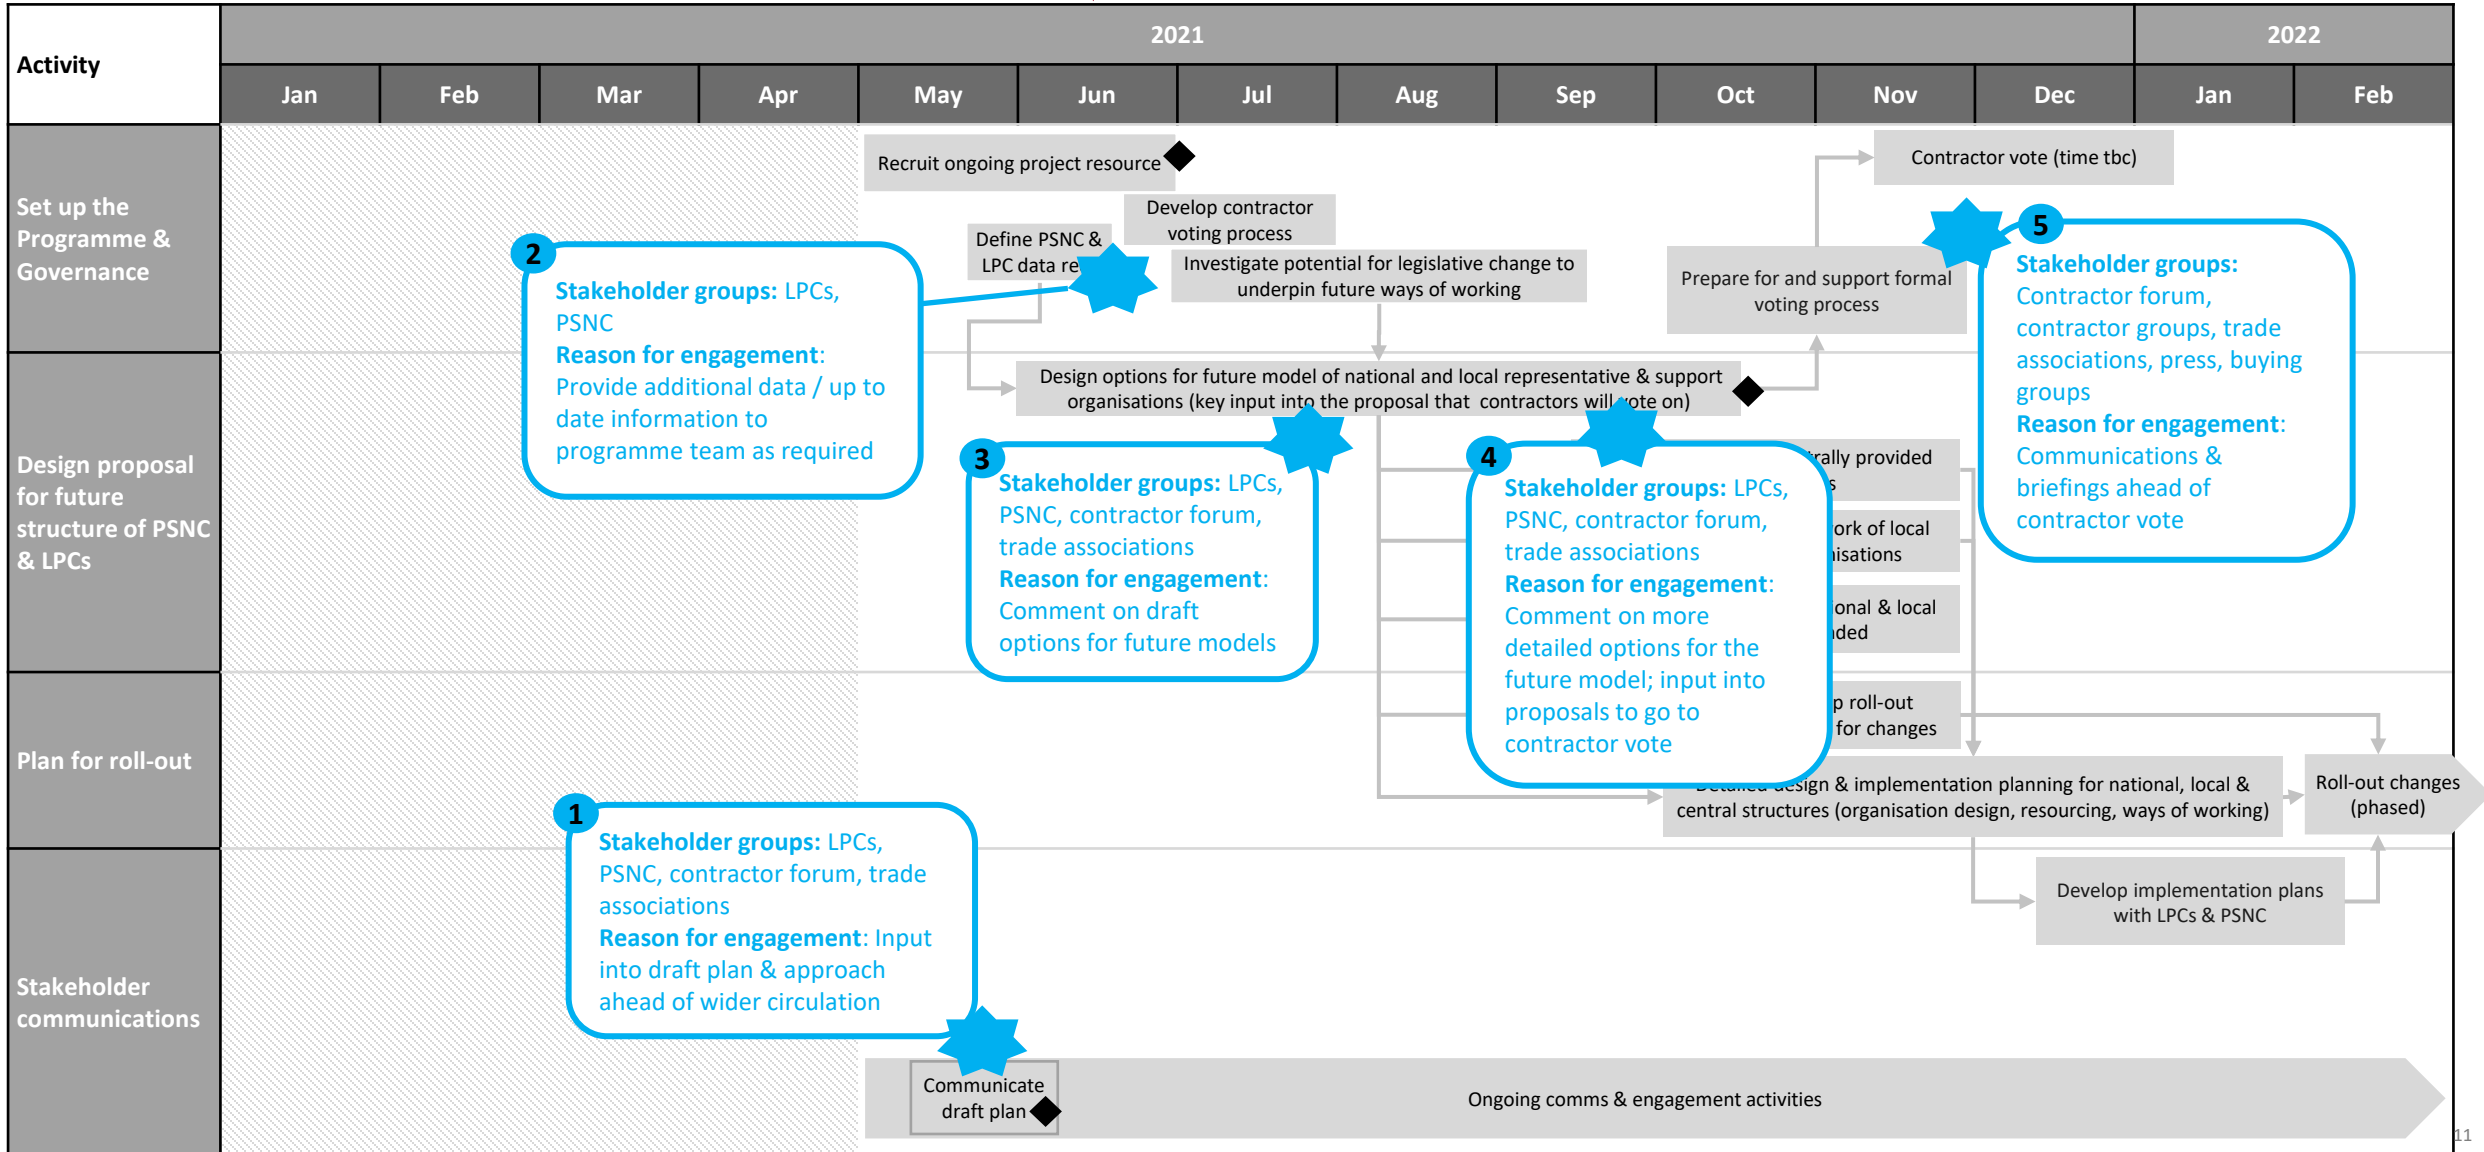 Activity
2021
2022
Jan
Feb
Mar
Apr
May
Jun
Jul
Aug
Sep
Oct
Nov
Dec
Jan
Feb
Set up the
Programme &
Governance
Recruit ongoing project resource
Contractor vote (time tbc)
Develop contractor
voting process
Define PSNC &
LPC data
Investigate potential for legislative change to
underpin future ways of working
Prepare for and support formal
voting process
2
Stakeholder groups: LPCs,
PSNC
Reason for engagement:
Provide additional data / up to
date information to
programme team as required
5
Stakeholder groups:
Contractor forum,
contractor groups, trade
associations, press, buying
groups
Reason for engagement:
Communications &
briefings ahead of
contractor vote
Design proposal
for future
structure of PSNC
& LPCs
Design options for future model of national and local representative & support
organisations (key input into the proposal that contractors will vote on)
3
Stakeholder groups: LPCs,
PSNC, contractor forum,
trade associations
Reason for engagement:
Comment on draft
options for future models
4
Stakeholder groups: LPCs,
PSNC, contractor forum,
trade associations
Reason for engagement:
Comment on more
detailed options for the
future model; input into
proposals to go to
contractor vote
provided
of local
& local
Plan for roll-out
roll-out
for changes
Detailed design & implementation planning for national, local &
central structures (organisation design, resourcing, ways of working)
Roll-out changes
(phased)
1
Stakeholder groups: LPCs,
PSNC, contractor forum, trade
associations
Reason for engagement: Input
into draft plan & approach
ahead of wider circulation
Develop implementation plans
with LPCs & PSNC
Stakeholder
communications
Communicate
draft plan
Ongoing comms & engagement activities
11